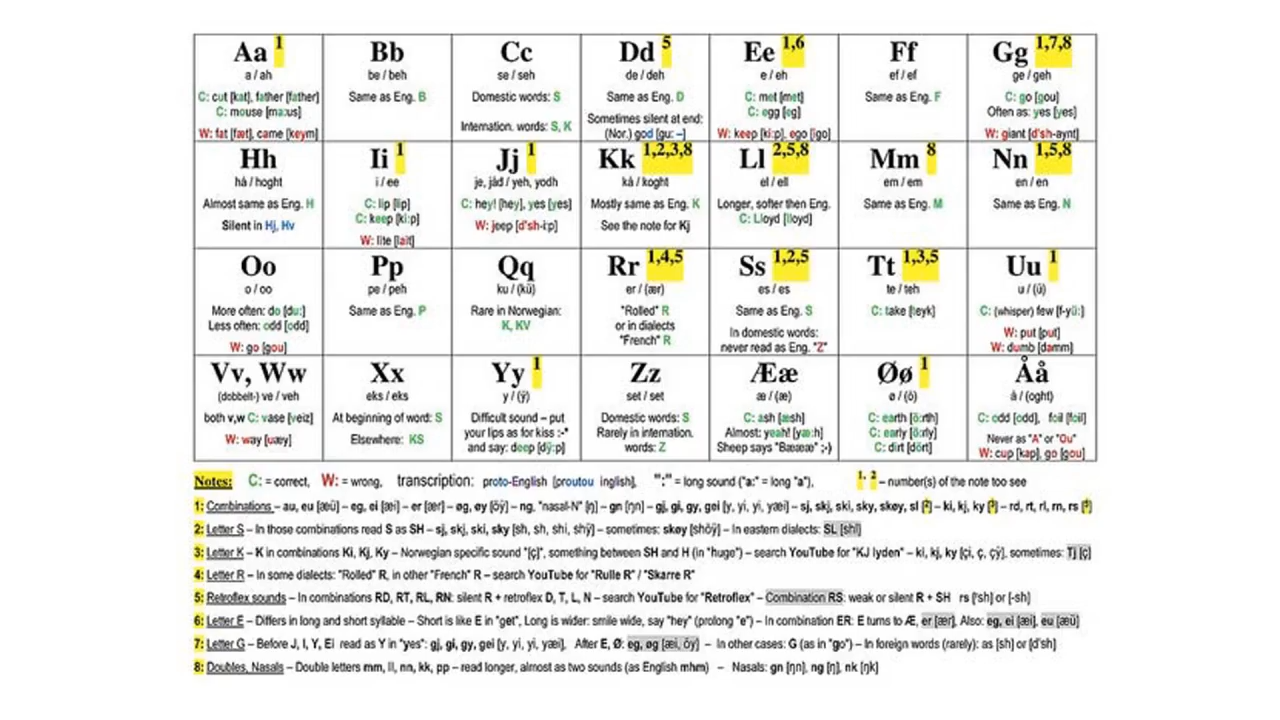 Aa 1
a / ah
C: cut [kat], father [father]
C: mouse [ma:us]
W: fat [fæt], came [keym]
Bb
be / beh
Same as Eng. B
Cc
se / seh
Domestic words: S
Internation. words: S, K
Dd 5
de / deh
Same as Eng. D
Sometimes silent at end:
(Nor.) god [gu: –]
Ee 1,6
e / eh
C: met [met]
C: egg [eg]
W: keep [ki:p], ego [igo]
Ff
ef / ef
Same as Eng. F
Gg 1,7,8
ge / geh
C: go [gou]
Often as: yes [yes]
W: giant [d'sh-aynt]
Hh
hå / hoght
Almost same as Eng. H
Silent in Hj, Hv
Ii 1
i / ee
C: lip [lip]
C: keep [ki:p]
W: lite [lait]
Jj 1
je, jåd / yeh, yodh
C: hey! [hey], yes [yes]
W: jeep [d'sh-i:p]
Kk 1,2,3,8
kå / koght
Mostly same as Eng. K
See the note for Kj
Ll 2,5,8
el / ell
Longer, softer then Eng.
C: Lloyd [lloyd]
Mm 8
em / em
Same as Eng. M
Nn 1,5,8
en / en
Same as Eng. N
Oo
o / oo
More often: do [du:]
Less often: odd [odd]
W: go [gou]
Pp
pe / peh
Same as Eng. P
Qq
ku / (kü)
Rare in Norwegian:
K, KV
Rr 1,4,5
er / (ær)
"Rolled" R
or in dialects
"French" R
Ss 1,2,5
es / es
Same as Eng. S
In domestic words:
never read as Eng. "Z"
Tt 1,3,5
te / teh
C: take [teyk]
Uu 1
u / (ü)
C: (whisper) few [f-yü:]
W: put [put]
W: dumb [damm]
Vv, Ww
(dobbelt-) ve / veh
both v,w C: vase [veiz]
W: way [uæy]
Xx
eks / eks
At beginning of word: S
Elsewhere: KS
Yy 1
y / (ÿ)
Difficult sound – put
your lips as for kiss :-*
and say: deep [dÿ:p]
Zz
set / set
Domestic words: S
Rarely in internation.
words: Z
Ææ
æ / (æ)
C: ash [æsh]
Almost: yeah! [yæ:h]
Sheep says "Bæææ" ;-)
Øø 1
ø / (ö)
C: earth [ö:rth]
C: early [ö:rly]
C: dirt [dört]
Åå
å / (oght)
C: odd [odd], foil [foil]
Never as "A" or "Ou"
W: cup [kap], go [gou]
Notes: C: = correct, W: = wrong, transcription: proto-English [proutou inglish], ":" = long sound ("a:" = long "a"), 1, 2 – number(s) of the note too see
1: Combinations – au, eu [æü] – eg, ei [æi] – er [ær] – øg, øy [öÿ] – ng, "nasal-N" [ŋ] – gn [ŋn] – gj, gi, gy, gei [y, yi, yi, yæi] – sj, skj, ski, sky, skøy, sl [2] – ki, kj, ky [3] – rd, rt, rl, rn, rs [5]
2: Letter S – In those combinations read S as SH – sj, skj, ski, sky [sh, sh, shi, shÿ] – sometimes: skøy [shöÿ] – In eastern dialects: SL [shl]
3: Letter K – K in combinations Ki, Kj, Ky – Norwegian specific sound "[ç]", something between SH and H (in "huge") – search YouTube for "KJ lyden" – ki, kj, ky [çi, ç, çÿ], sometimes: Tj [ç]
4: Letter R – In some dialects: "Rolled" R, in other "French" R – search YouTube for "Rulle R" / "Skarre R"
5: Retroflex sounds – In combinations RD, RT, RL, RN: silent R + retroflex D, T, L, N – search YouTube for "Retroflex" – Combination RS: weak or silent R + SH rs [ʳsh] or [-sh]
6: Letter E – Differs in long and short syllable – Short is like E in "get", Long is wider: smile wide, say "hey" (prolong "e") – In combination ER: E turns to Æ, er [ær], Also: eg, ei [æi], eu [æü]
7: Letter G – Before J, I, Y, Ei read as Y in "yes": gj, gi, gy, gei [y, yi, yi, yæi], After E, Ø: eg, øg [æi, öy] – In other cases: G (as in "go") – In foreign words (rarely): as [sh] or [d'sh]
8: Doubles, Nasals – Double letters mm, ll, nn, kk, pp – read longer, almost as two sounds (as English mhm) – Nasals: gn [ŋn], ng [ŋ], nk [ŋk]